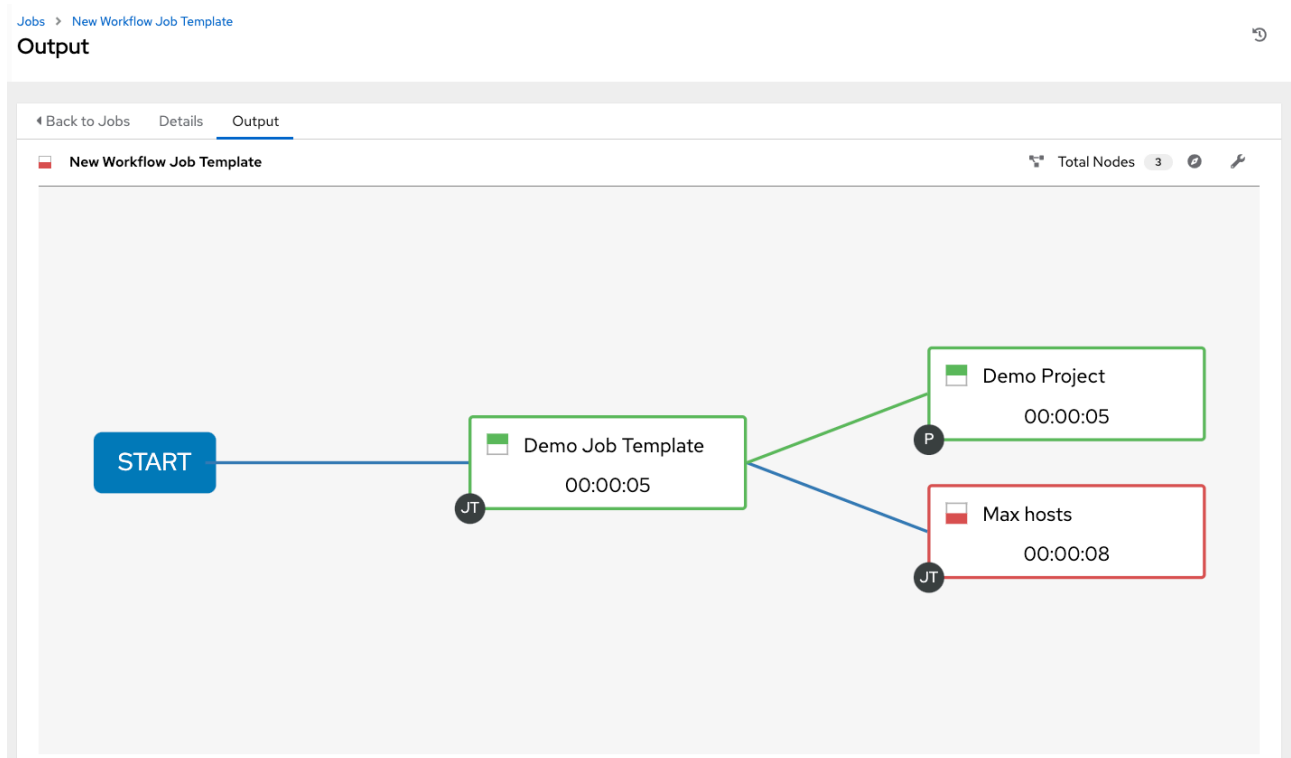 Jobs > New Workflow Job Template
Output
Back to Jobs Details Output
New Workflow Job Template Total Nodes 3
START
Demo Job Template
00:00:05
JT
Demo Project
00:00:05
P
Max hosts
00:00:08
JT